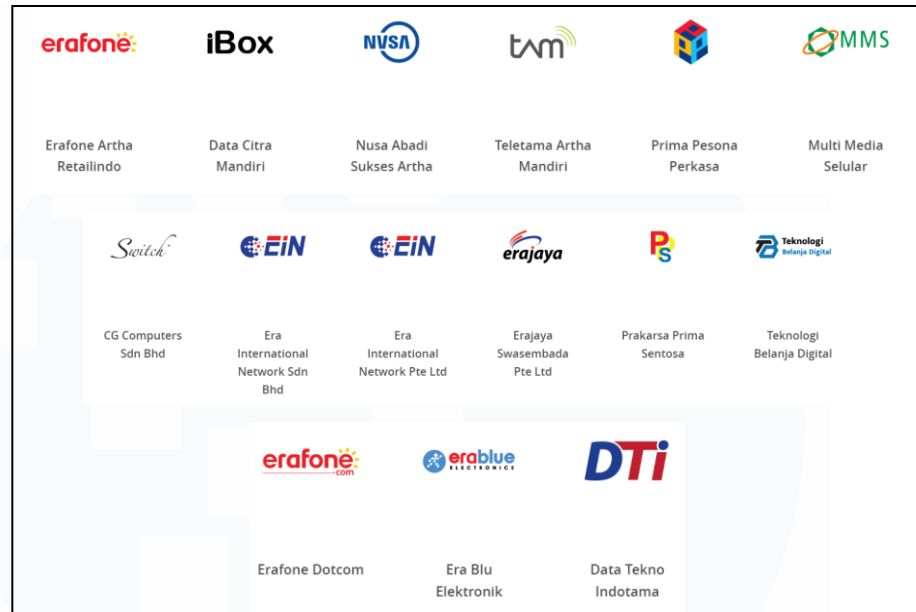 erafone
iBox
NVSA
tam
MMS
Erafone Artha
Retailindo
Data Citra
Mandiri
Nusa Abadi
Sukses Artha
Teletama Artha
Mandiri
Prima Pesona
Perkasa
Multi Media
Selular
Switch
EiN
EiN
erajaya
PPS
Teknologi
Belanja Digital
CG Computers
Sdn Bhd
Era
International
Network Sdn
Bhd
Era
International
Network Pte Ltd
Erajaya
Swasembada
Pte Ltd
Prakarsa Prima
Sentosa
Teknologi
Belanja Digital
erafone
.com
erablue
ELECTRONICS
DTi
Erafone Dotcom
Era Blu
Elektronik
Data Tekno
Indotama